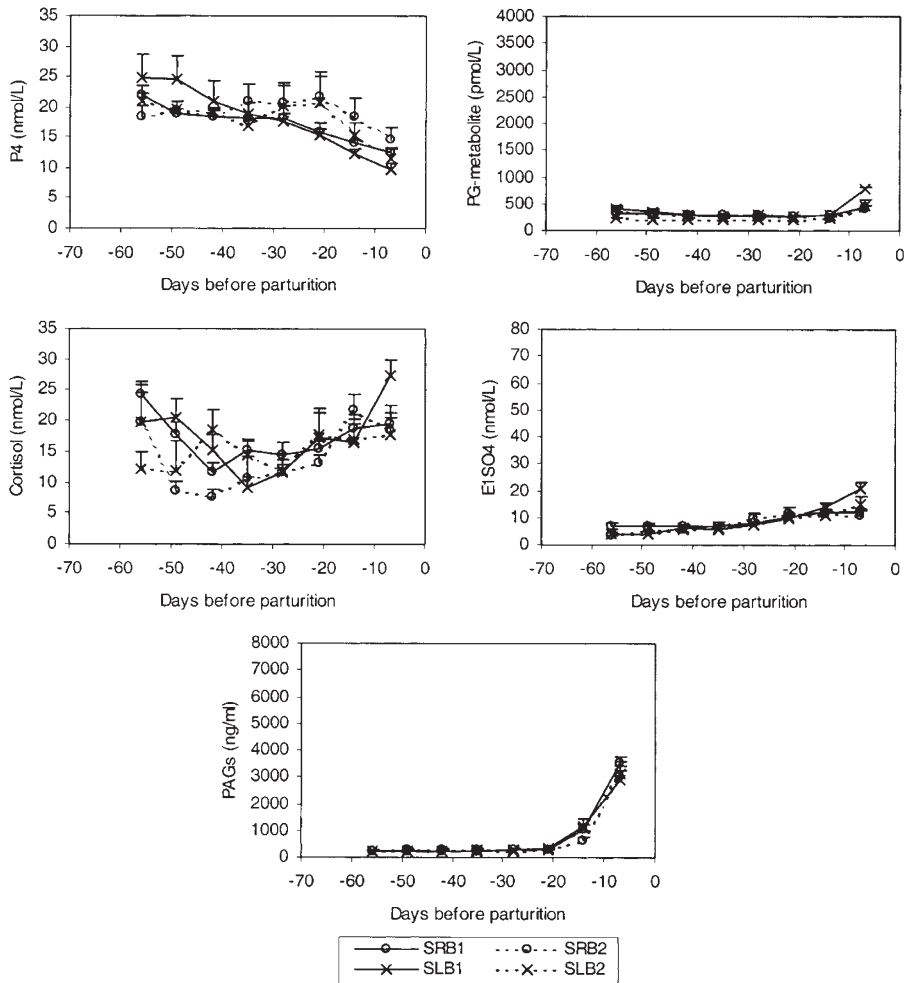 35
30
25
20
15
10
5
0
P4 (nmol/L)
-70 -60 -50 -40 -30 -20 -10 0
Days before parturition
4000
3500
3000
2500
2000
1500
1000
500
0
PG-metabolite (pmol/L)
-70 -60 -50 -40 -30 -20 -10 0
Days before parturition
35
30
25
20
15
10
5
0
Cortisol (nmol/L)
-70 -60 -50 -40 -30 -20 -10 0
Days before parturition
80
70
60
50
40
30
20
10
0
E1SO4 (nmol/L)
-70 -60 -50 -40 -30 -20 -10 0
Days before parturition
8000
7000
6000
5000
4000
3000
2000
1000
0
PAGs (ng/ml)
-70 -60 -50 -40 -30 -20 -10 0
Days before parturition
SRB1 SRB2
SLB1 SLB2